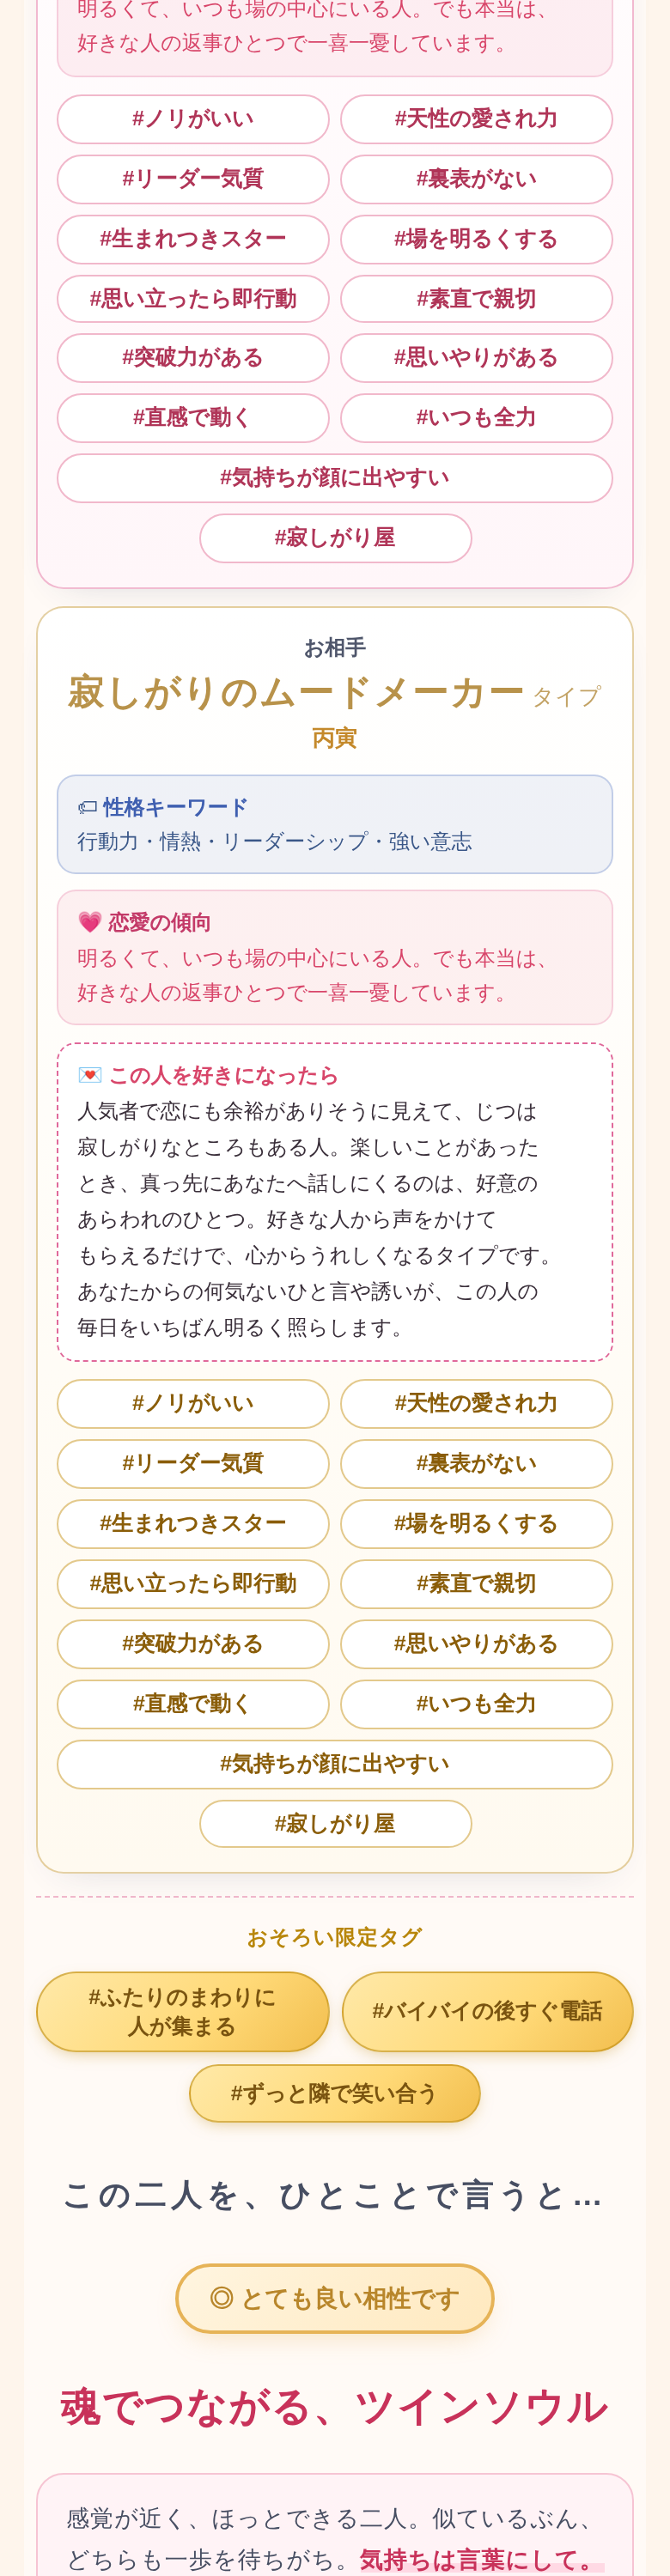 明るくて、いつも場の中心にいる人。でも本当は、
好きな人の返事ひとつで一喜一憂しています。
#ノリがいい
#天性の愛され力
#リーダー気質
#裏表がない
#生まれつきスター
#場を明るくする
#思い立ったら即行動
#素直で親切
#突破力がある
#思いやりがある
#直感で動く
#いつも全力
#気持ちが顔に出やすい
#寂しがり屋
お相手
寂しがりのムードメーカー タイプ
丙寅
🏷 性格キーワード
行動力・情熱・リーダーシップ・強い意志
💗 恋愛の傾向
明るくて、いつも場の中心にいる人。でも本当は、
好きな人の返事ひとつで一喜一憂しています。
💌 この人を好きになったら
人気者で恋にも余裕がありそうに見えて、じつは
寂しがりなところもある人。楽しいことがあった
とき、真っ先にあなたへ話しにくるのは、好意の
あらわれのひとつ。好きな人から声をかけて
もらえるだけで、心からうれしくなるタイプです。
あなたからの何気ないひと言や誘いが、この人の
毎日をいちばん明るく照らします。
#ノリがいい
#天性の愛され力
#リーダー気質
#裏表がない
#生まれつきスター
#場を明るくする
#思い立ったら即行動
#素直で親切
#突破力がある
#思いやりがある
#直感で動く
#いつも全力
#気持ちが顔に出やすい
#寂しがり屋
おそろい限定タグ
#ふたりのまわりに
人が集まる
#バイバイの後すぐ電話
#ずっと隣で笑い合う
この二人を、ひとことで言うと…
◎ とても良い相性です
魂でつながる、ツインソウル
感覚が近く、ほっとできる二人。似ているぶん、
どちらも一歩を待ちがち。気持ちは言葉にして。